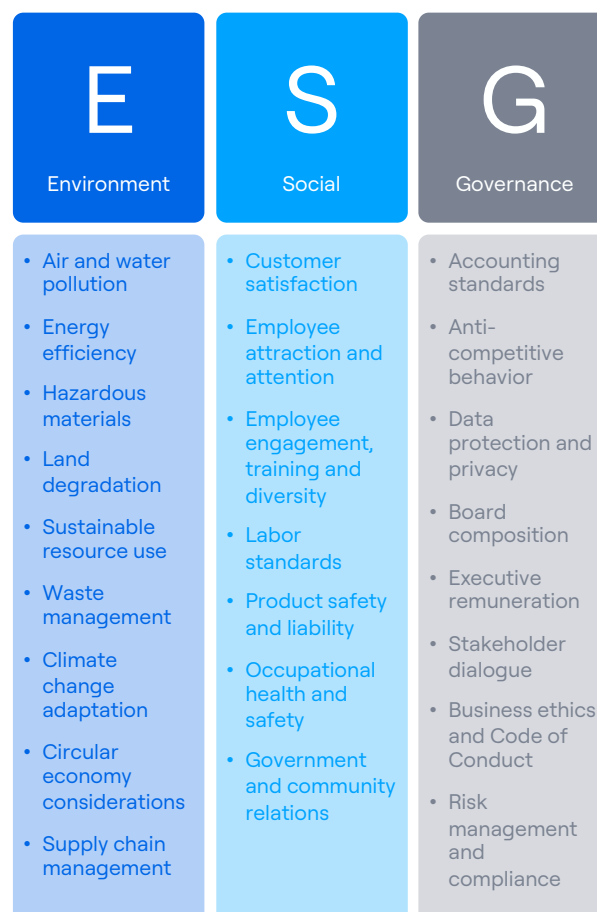 E
Environment
S
Social
G
Governance
• Air and water
pollution
• Energy
efficiency
• Hazardous
materials
• Land
degradation
• Sustainable
resource use
• Waste
management
• Climate
change
adaptation
• Circular
economy
considerations
• Supply chain
management
• Customer
satisfaction
• Employee
attraction and
attention
• Employee
engagement,
training and
diversity
• Labor
standards
• Product safety
and liability
• Occupational
health and
safety
• Government
and community
relations
• Accounting
standards
• Anti-
competitive
behavior
• Data
protection and
privacy
• Board
composition
• Executive
remuneration
• Stakeholder
dialogue
• Business ethics
and Code of
Conduct
• Risk
management
and
compliance